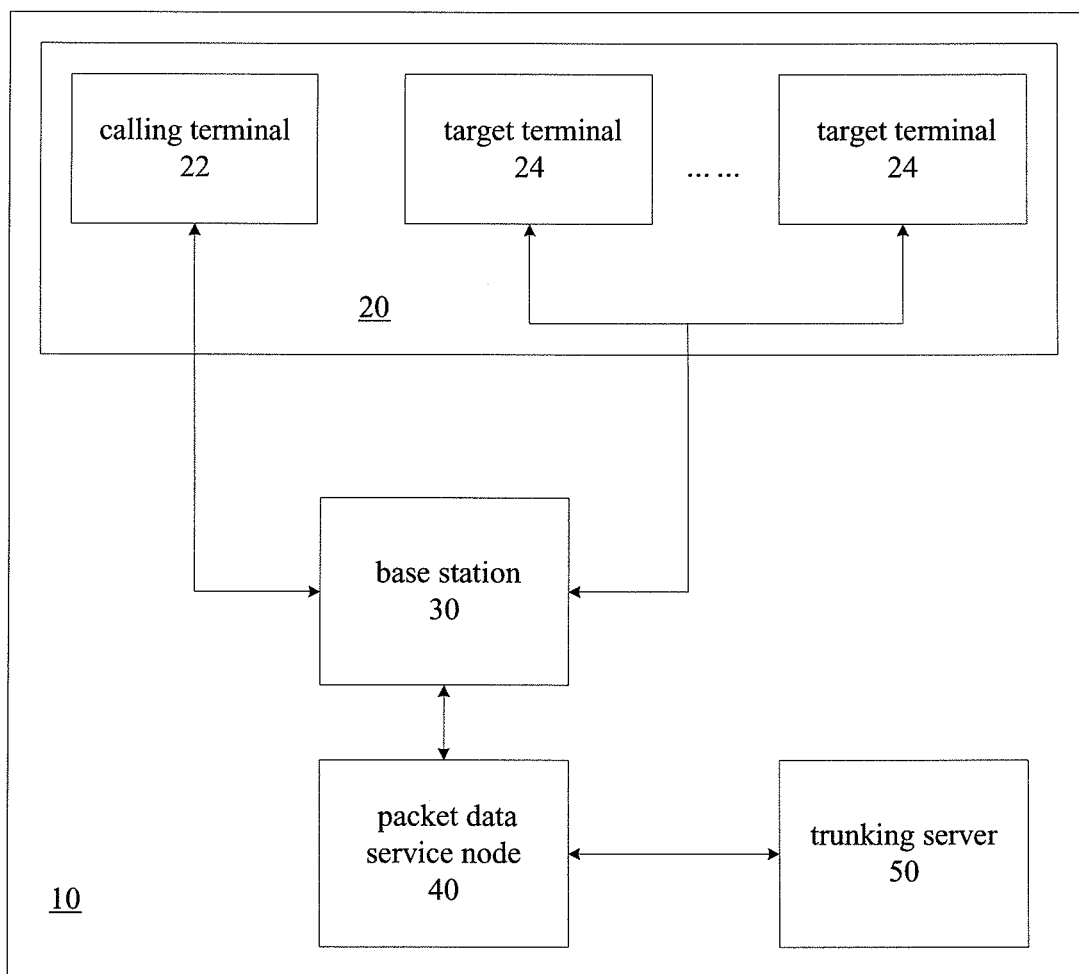 calling terminal
22
target terminal
24
... ...
target terminal
24
20
base station
30
packet data
service node
40
trunking server
50
10